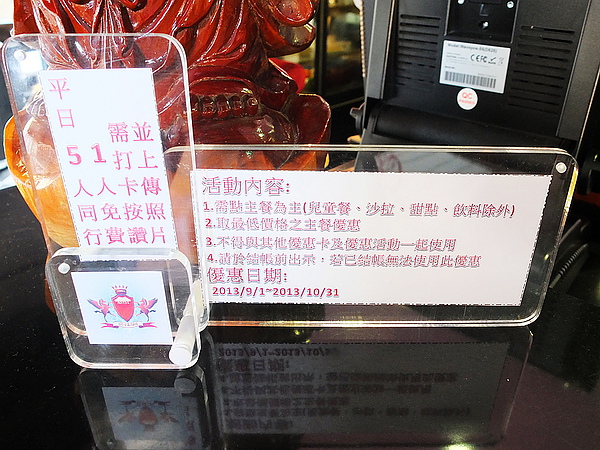 平日
5人同行
1人免費
需打卡按讚
並上傳照片
活動內容:
1.需點主餐為主(兒童餐、沙拉、甜點、飲料除外)
2.取最低價格之主餐優惠
3.不得與其他優惠卡及優惠活動一起使用
4.請於結帳前出示，若已結帳無法使用此優惠
優惠日期:
2013/9/1~2013/10/31
QC